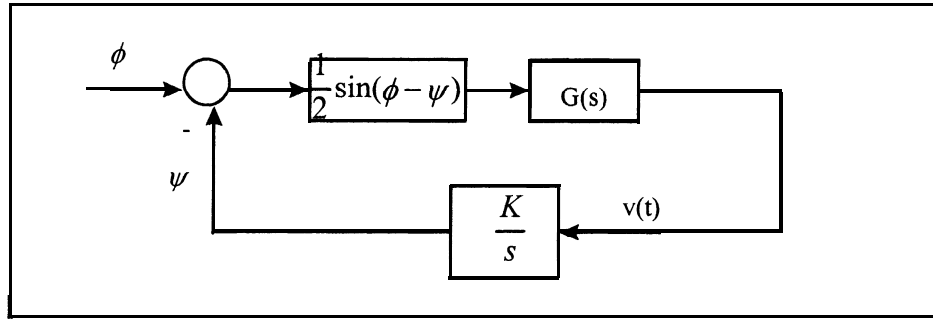 ϕ
1/2 sin(ϕ − ψ)
G(s)
-
ψ
K/s
v(t)